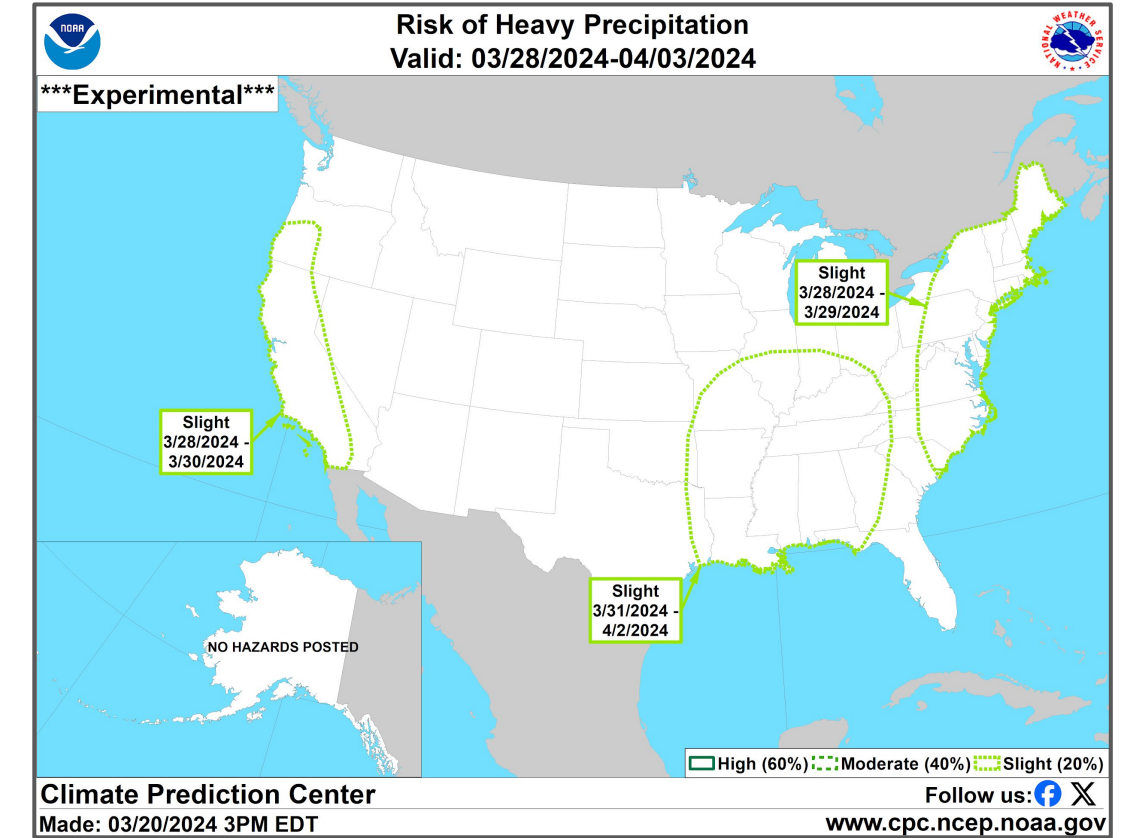 NOAA
Risk of Heavy Precipitation
Valid: 03/28/2024-04/03/2024
NATIONAL WEATHER SERVICE
***Experimental***
Slight
3/28/2024 -
3/29/2024
Slight
3/28/2024 -
3/30/2024
Slight
3/31/2024 -
4/2/2024
NO HAZARDS POSTED
High (60%) Moderate (40%) Slight (20%)
Climate Prediction Center
Follow us:
Made: 03/20/2024 3PM EDT
www.cpc.ncep.noaa.gov